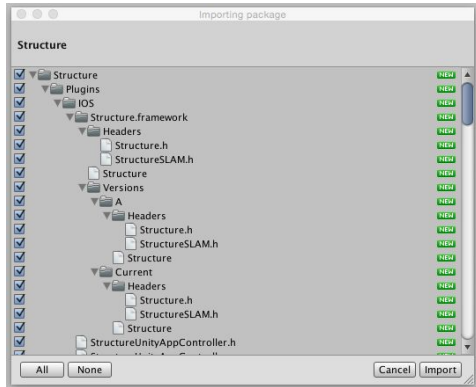 Importing package
Structure
Structure NEW
Plugins NEW
IOS NEW
Structure.framework NEW
Headers NEW
Structure.h NEW
StructureSLAM.h NEW
Structure NEW
Versions NEW
A NEW
Headers NEW
Structure.h NEW
StructureSLAM.h NEW
Structure NEW
Current NEW
Headers NEW
Structure.h NEW
StructureSLAM.h NEW
Structure NEW
StructureUnityAppController.h NEW
All None Cancel Import